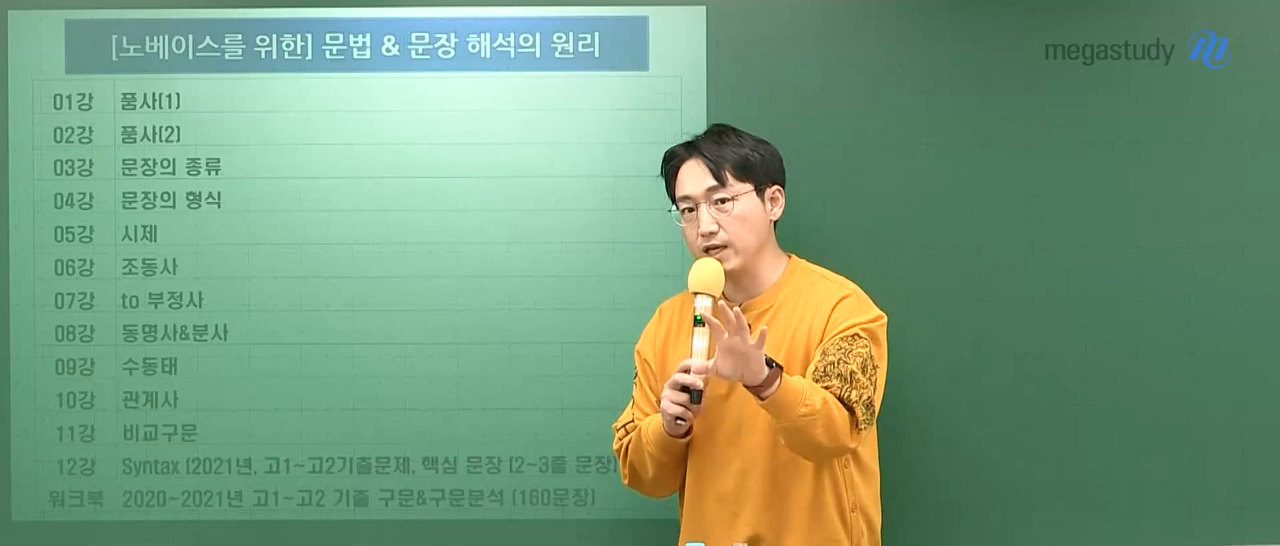 [노베이스를 위한] 문법 & 문장 해석의 원리
megastudy
01강 품사(1)
02강 품사(2)
03강 문장의 종류
04강 문장의 형식
05강 시제
06강 조동사
07강 to 부정사
08강 동명사&분사
09강 수동태
10강 관계사
11강 비교구문
12강 Syntax (2021년, 고1~고2기출문제, 핵심 문장 (2~3줄 문장)
워크북 2020~2021년 고1~고2 기출 구문&구문분석 (160문장)